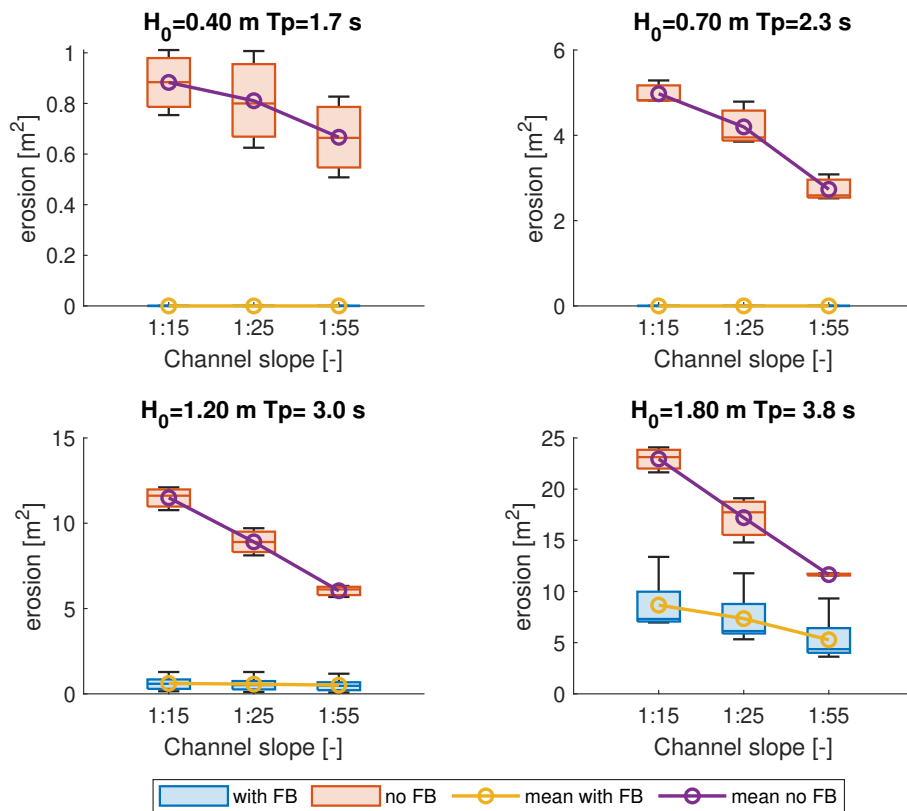 H₀=0.40 m Tp=1.7 s
erosion [m²]
1
0.8
0.6
0.4
0.2
0
1:15 1:25 1:55
Channel slope [-]
H₀=0.70 m Tp=2.3 s
erosion [m²]
6
4
2
0
1:15 1:25 1:55
Channel slope [-]
H₀=1.20 m Tp= 3.0 s
erosion [m²]
15
10
5
0
1:15 1:25 1:55
Channel slope [-]
H₀=1.80 m Tp= 3.8 s
erosion [m²]
25
20
15
10
5
0
1:15 1:25 1:55
Channel slope [-]
with FB no FB mean with FB mean no FB